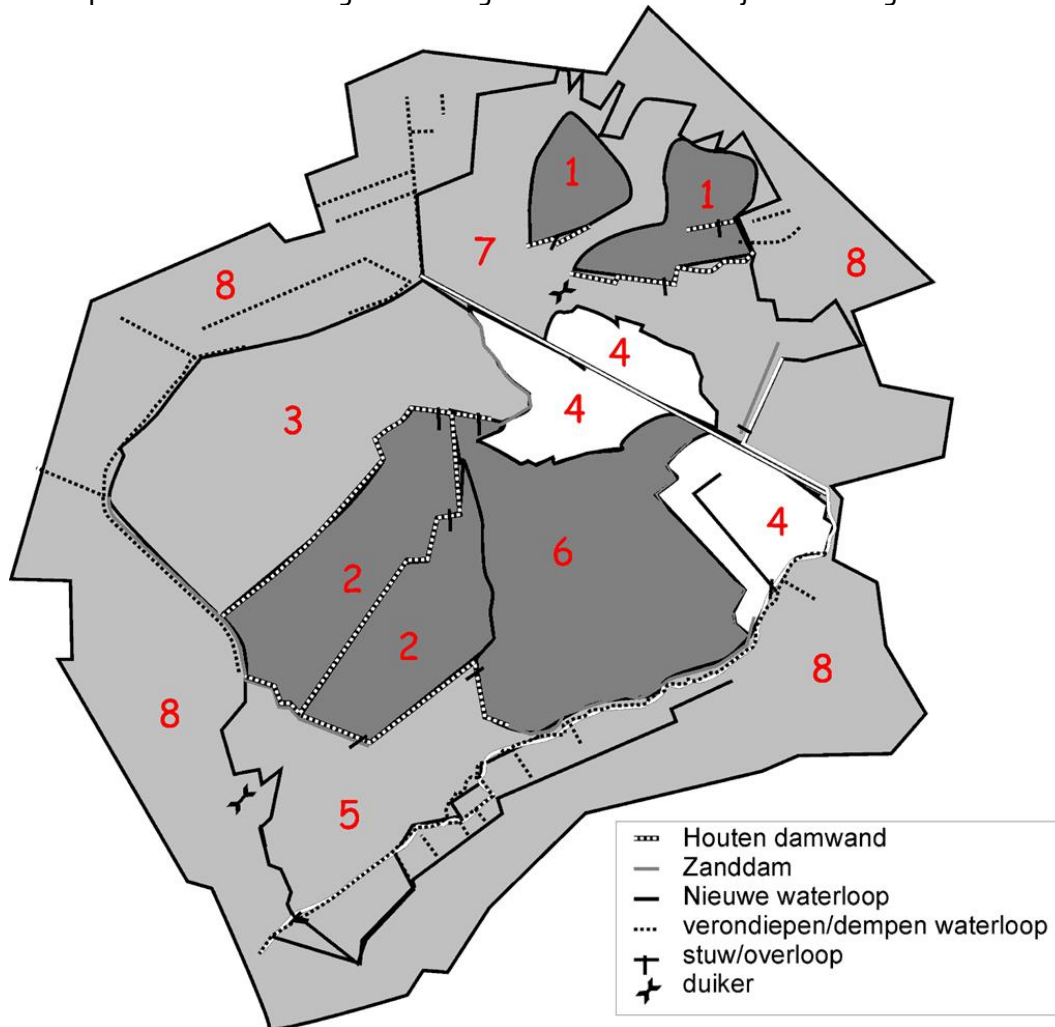 1
1
7
8
8
4
4
3
4
6
2
2
8
8
5
Houten damwand
Zanddam
Nieuwe waterloop
verondiepen/dempen waterloop
stuw/overloop
duiker